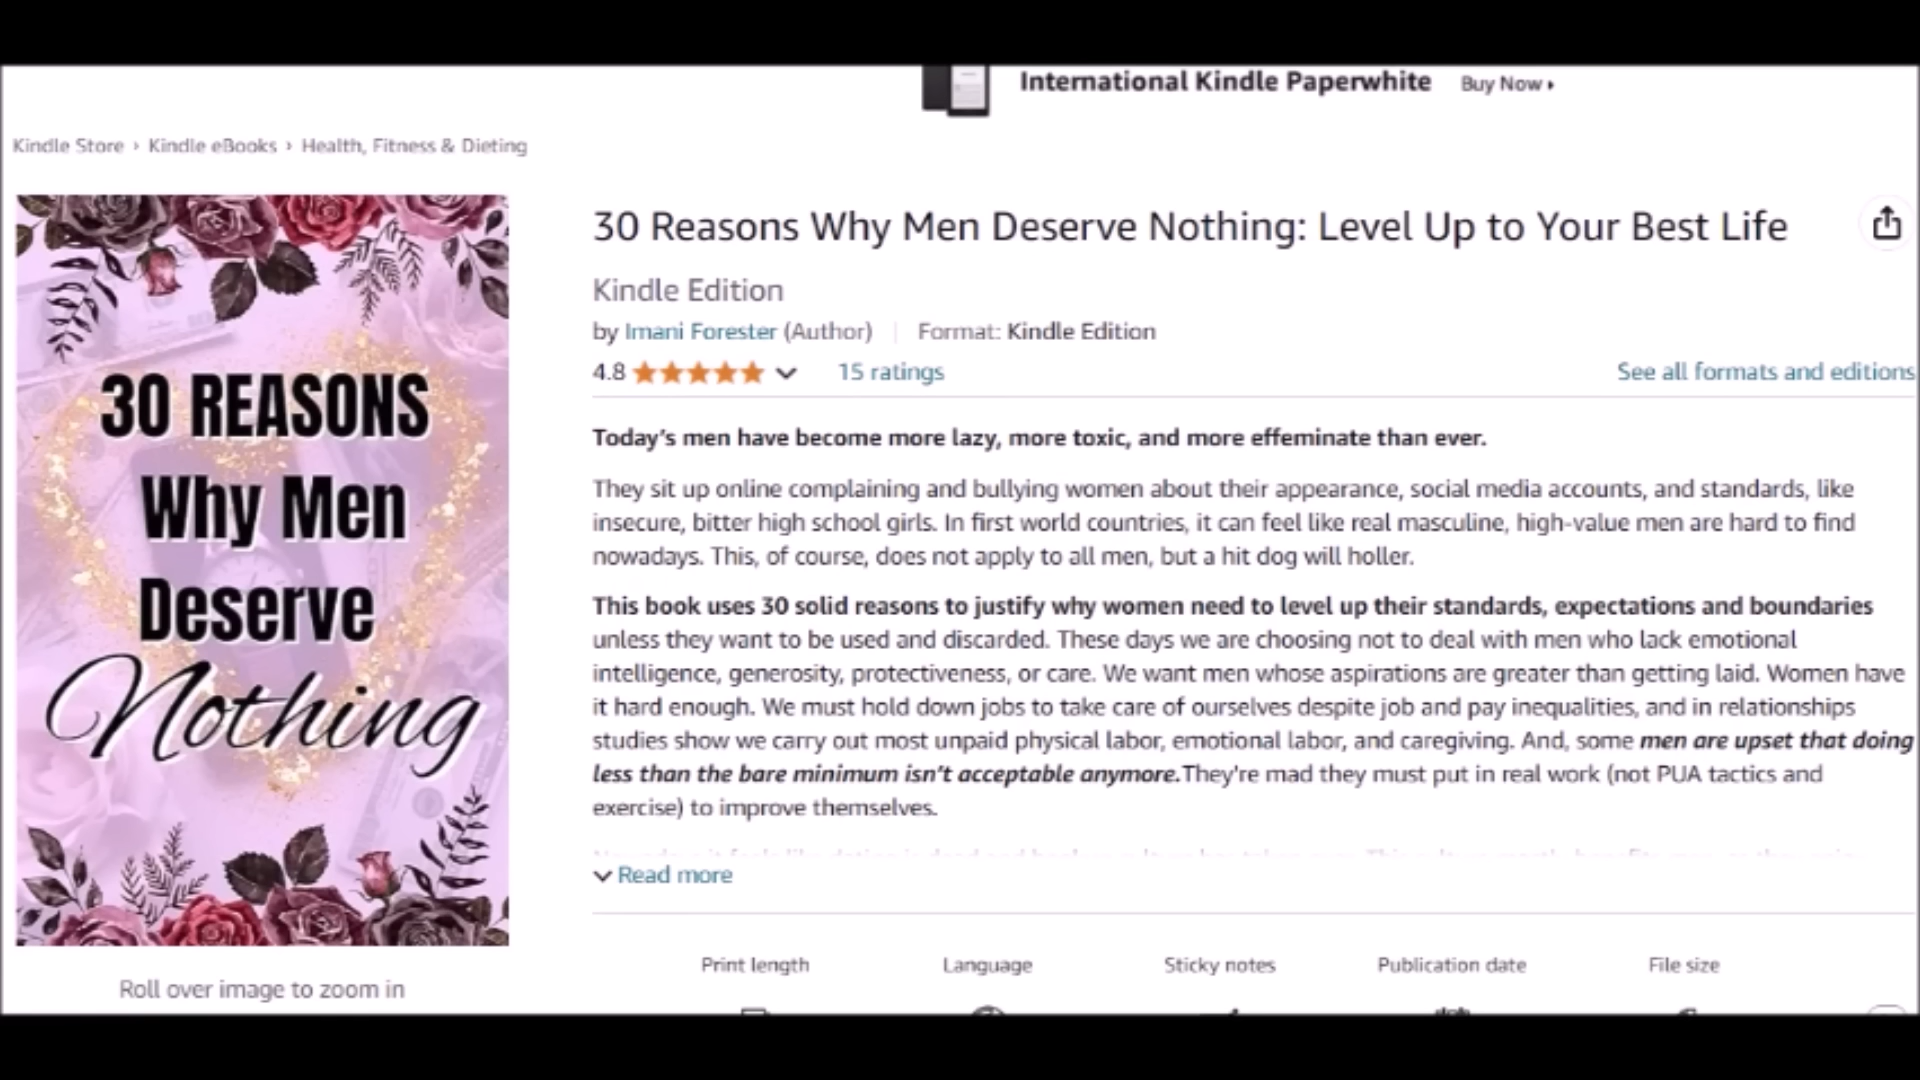 International Kindle Paperwhite Buy Now
Kindle Store › Kindle eBooks › Health, Fitness & Dieting
30 REASONS
Why Men
Deserve
Nothing
Roll over image to zoom in
30 Reasons Why Men Deserve Nothing: Level Up to Your Best Life
Kindle Edition
by Imani Forester (Author) | Format: Kindle Edition
4.8 15 ratings See all formats and editions
Today's men have become more lazy, more toxic, and more effeminate than ever.
They sit up online complaining and bullying women about their appearance, social media accounts, and standards, like
insecure, bitter high school girls. In first world countries, it can feel like real masculine, high-value men are hard to find
nowadays. This, of course, does not apply to all men, but a hit dog will holler.
This book uses 30 solid reasons to justify why women need to level up their standards, expectations and boundaries
unless they want to be used and discarded. These days we are choosing not to deal with men who lack emotional
intelligence, generosity, protectiveness, or care. We want men whose aspirations are greater than getting laid. Women have
it hard enough. We must hold down jobs to take care of ourselves despite job and pay inequalities, and in relationships
studies show we carry out most unpaid physical labor, emotional labor, and caregiving. And, some men are upset that doing
less than the bare minimum isn't acceptable anymore.They're mad they must put in real work (not PUA tactics and
exercise) to improve themselves.
Read more
Print length Language Sticky notes Publication date File size